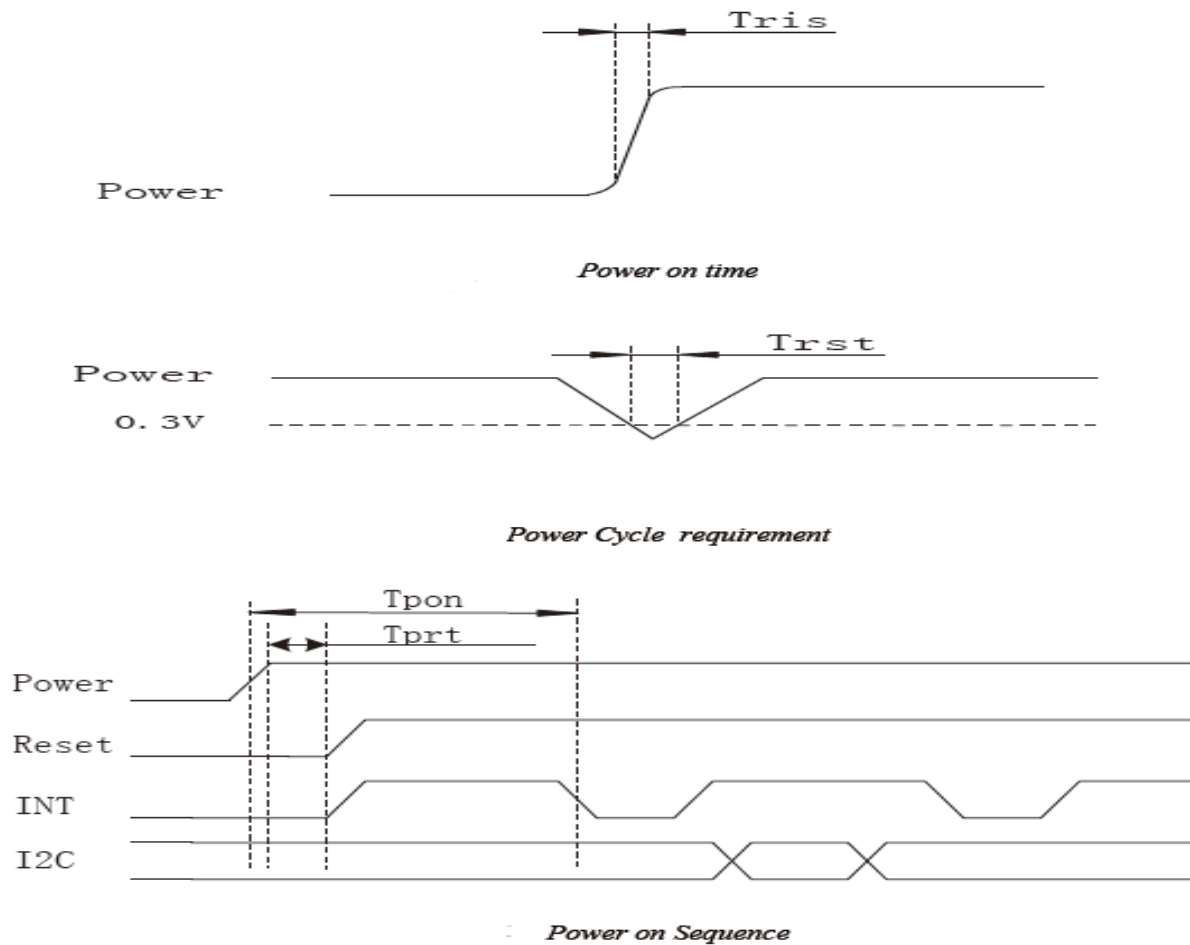 Tris
Power
Power on time
Trst
Power
0.3V
Power Cycle requirement
Tpon
Tprt
Power
Reset
INT
I2C
Power on Sequence